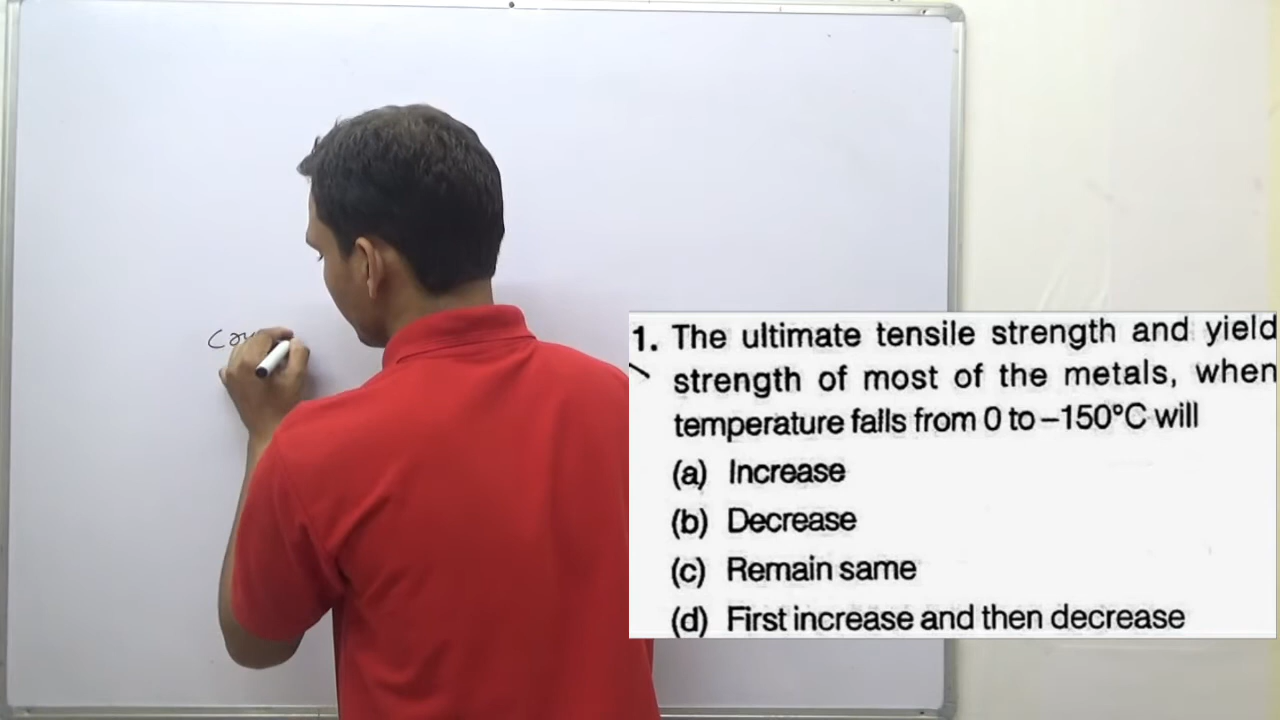 1. The ultimate tensile strength and yield
strength of most of the metals, when
temperature falls from 0 to –150°C will
(a) Increase
(b) Decrease
(c) Remain same
(d) First increase and then decrease